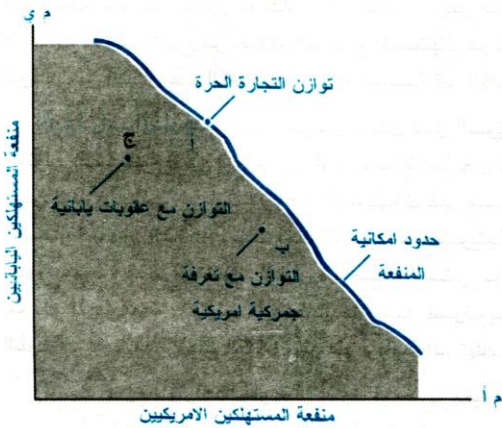 م ي
توازن التجارة الحرة
أ
ج
التوازن مع عقوبات يابانية
ب
التوازن مع تعرفة
جمركية امريكية
حدود امكانية
المنفعة
منفعة المستهلكين اليابانيين
م أ
منفعة المستهلكين الامريكيين